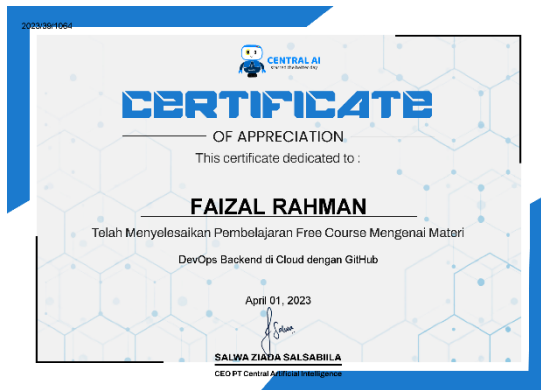 2023/39/1064
CENTRAL AI
CERTIFICATE
OF APPRECIATION
This certificate dedicated to :
FAIZAL RAHMAN
Telah Menyelesaikan Pembelajaran Free Course Mengenai Materi
DevOps Backend di Cloud dengan GitHub
April 01, 2023
SALWA ZIADA SALSABIILA
CEO PT Central Artificial Intelligence